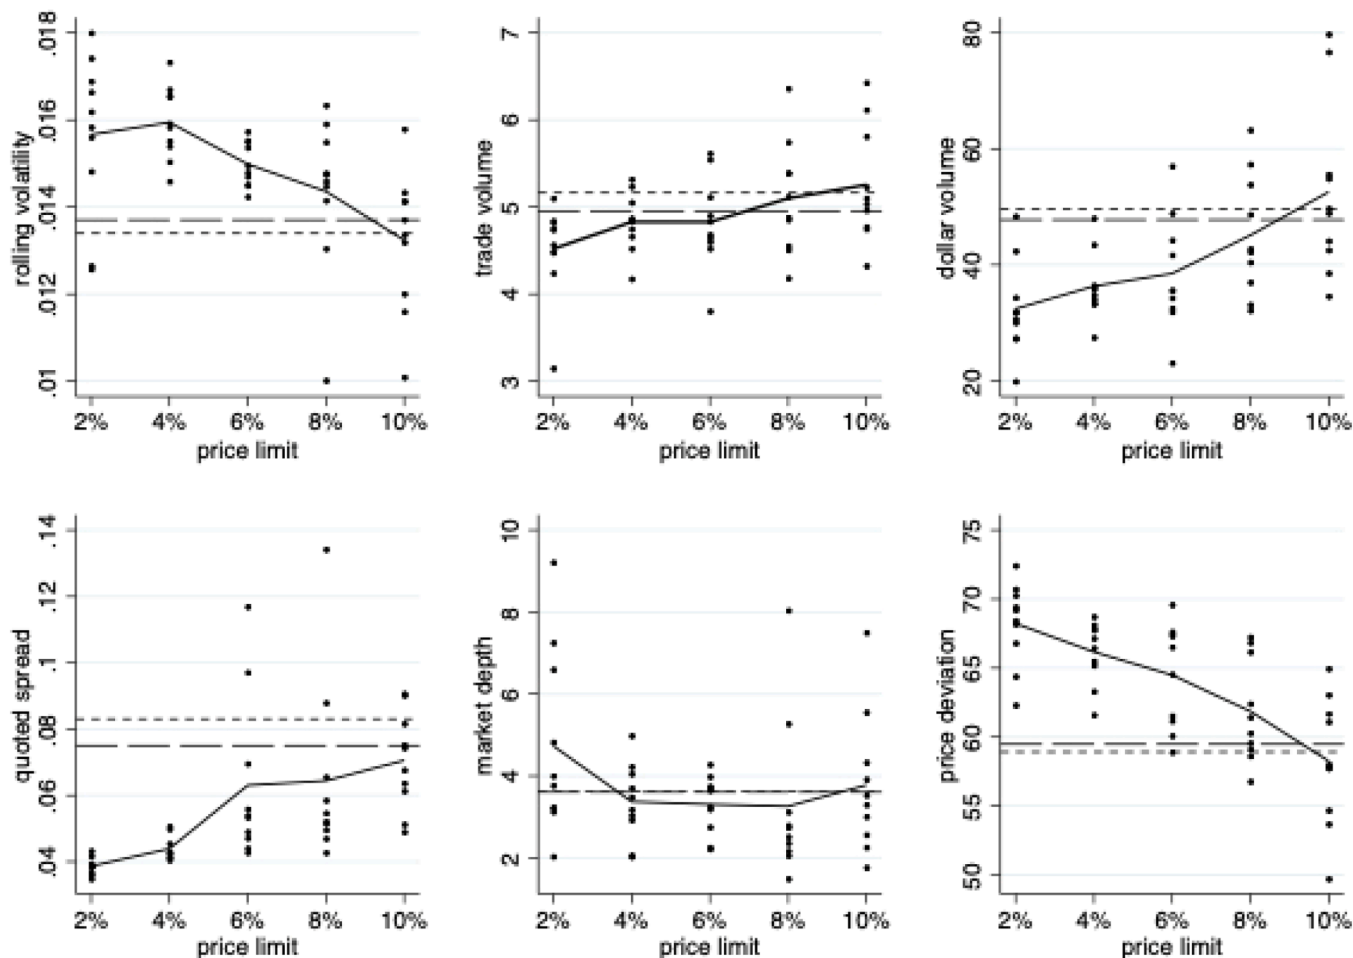 rolling volatility
.018
.016
.014
.012
.01
2% 4% 6% 8% 10%
price limit
trade volume
7
6
5
4
3
2% 4% 6% 8% 10%
price limit
dollar volume
80
60
40
20
2% 4% 6% 8% 10%
price limit
quoted spread
.14
.12
.1
.08
.06
.04
2% 4% 6% 8% 10%
price limit
market depth
10
8
6
4
2
2% 4% 6% 8% 10%
price limit
price deviation
75
70
65
60
55
50
2% 4% 6% 8% 10%
price limit